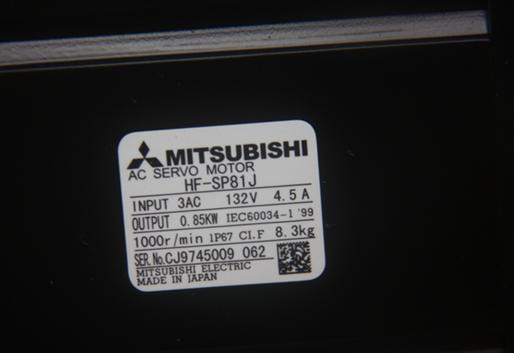 MITSUBISHI
AC SERVO MOTOR
HF-SP81J
INPUT 3AC 132V 4.5A
OUTPUT 0.85KW IEC60034-1 '99
1000r/min IP67 CI.F 8.3kg
SER.No.CJ9745009 062
MITSUBISHI ELECTRIC
MADE IN JAPAN